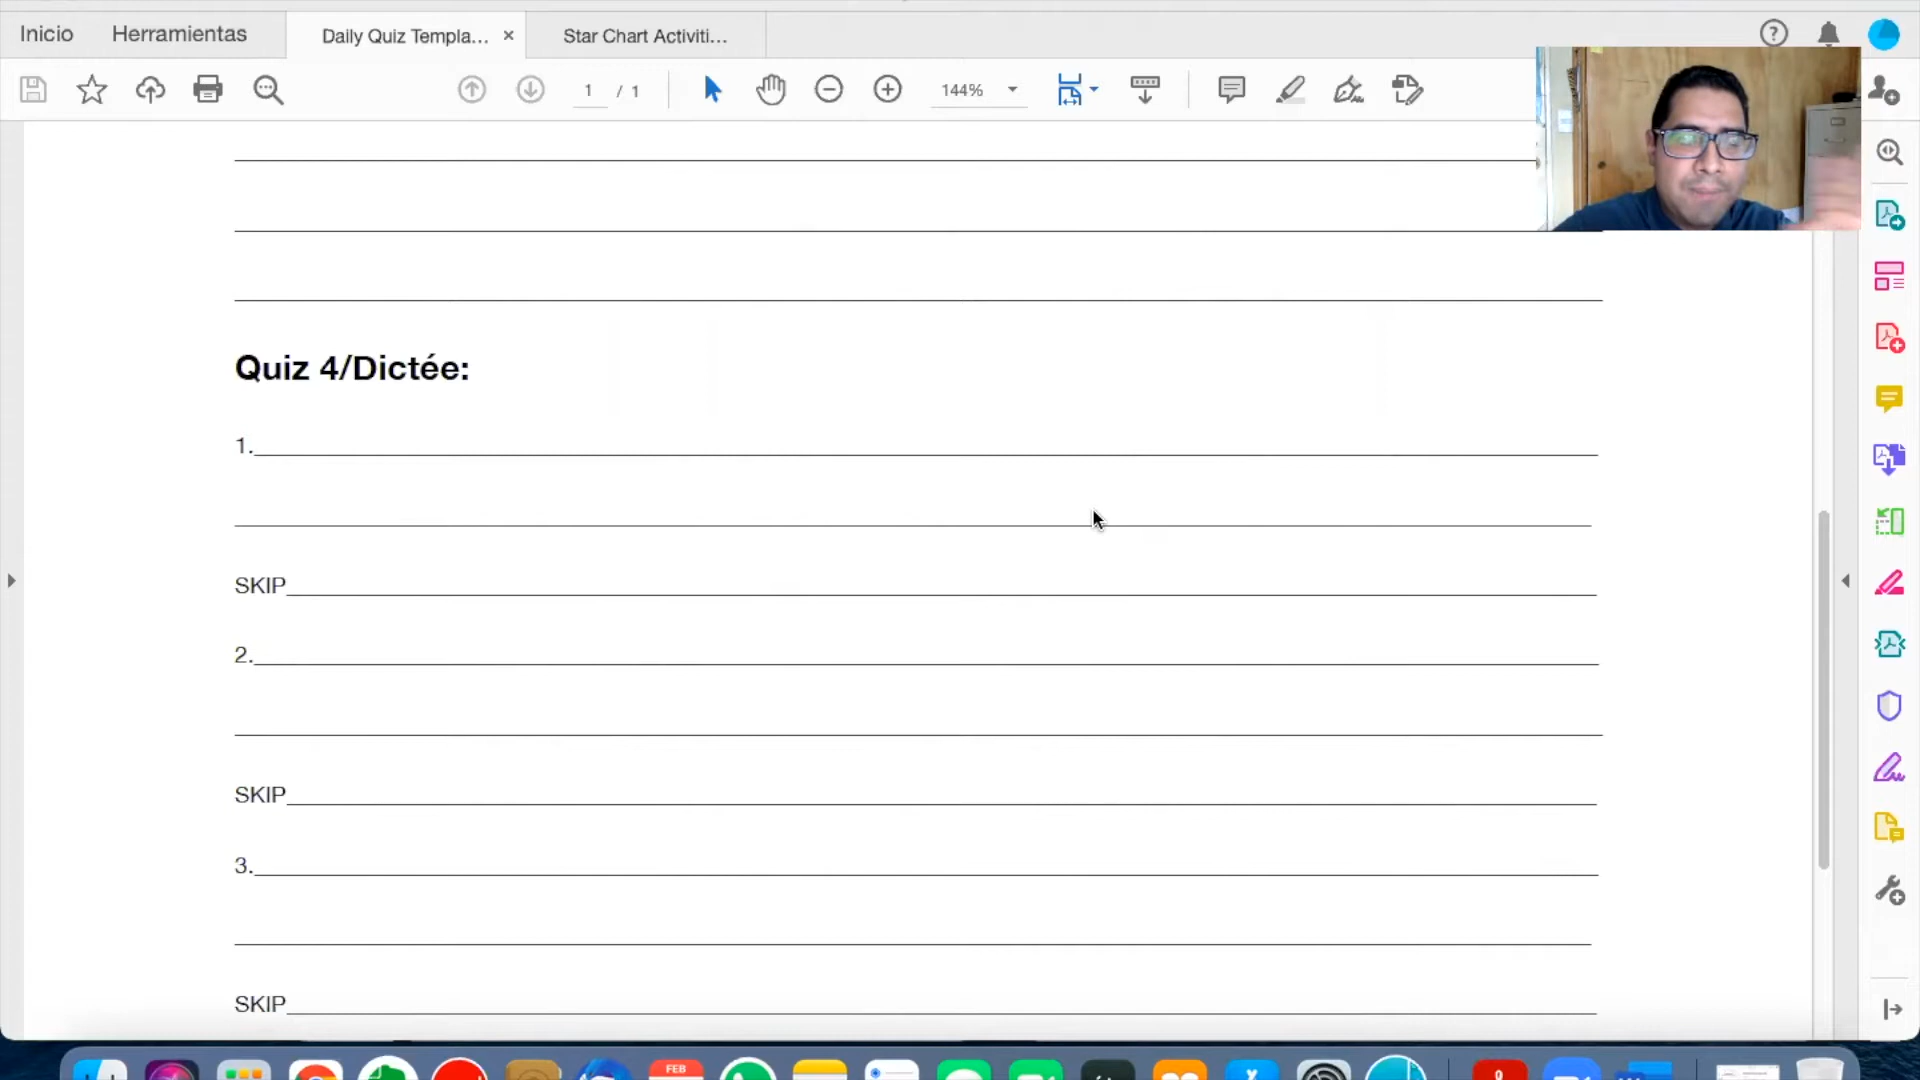 Inicio Herramientas Daily Quiz Templa... × Star Chart Activiti...
1 / 1 144%
Quiz 4/Dictée:
1.
SKIP
2.
SKIP
3.
SKIP
FEB